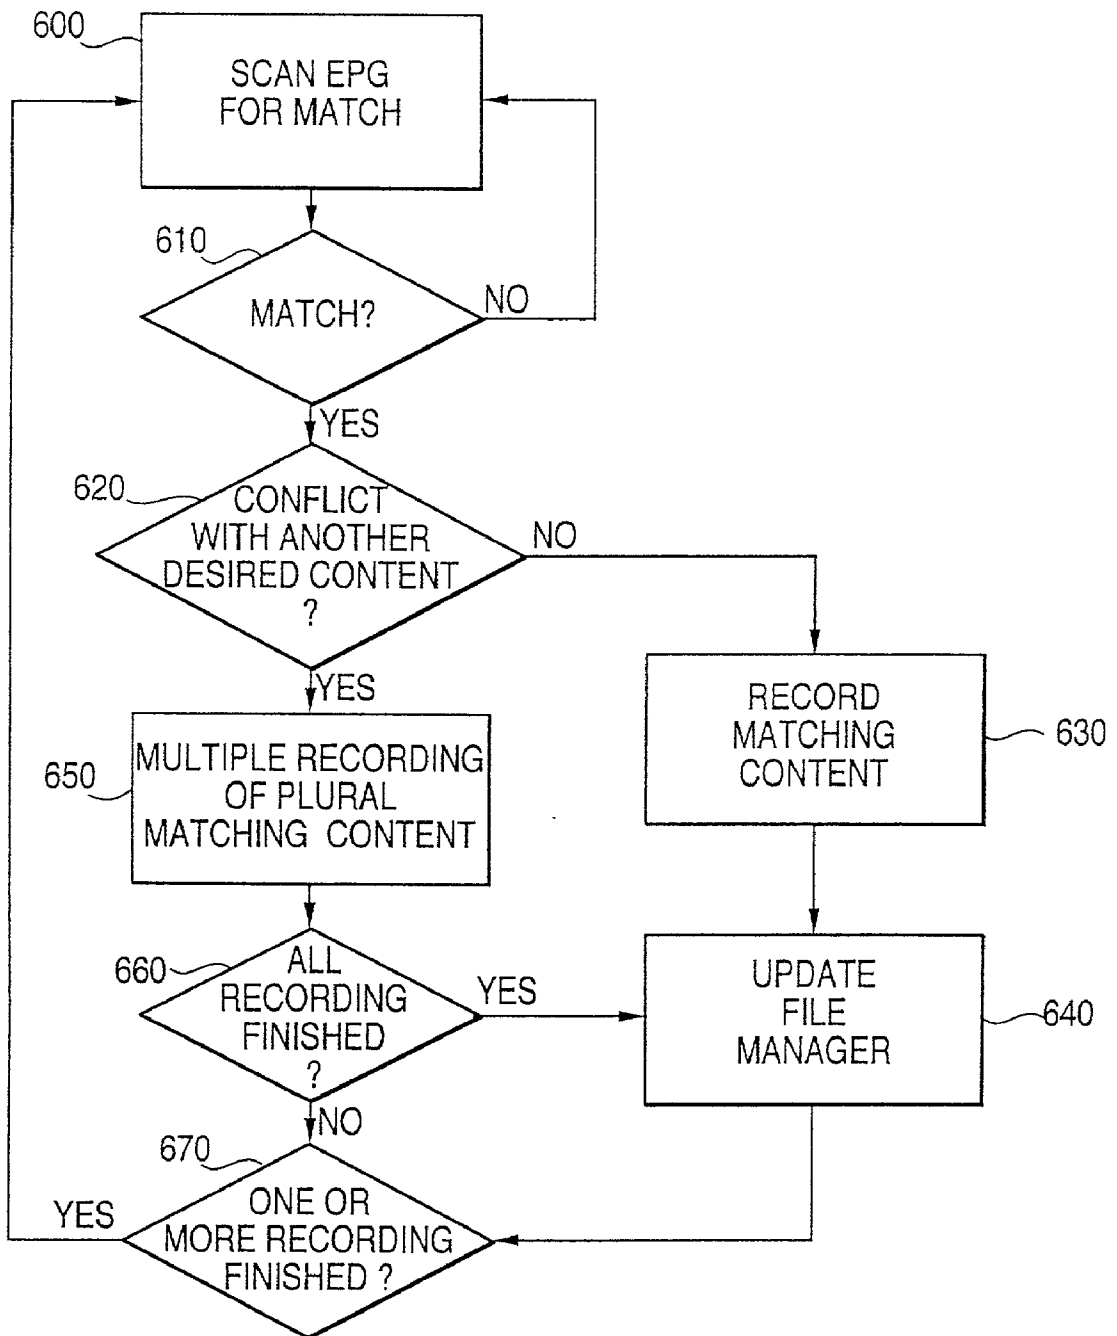 600
SCAN EPG
FOR MATCH
610
MATCH?
NO
YES
620
CONFLICT
WITH ANOTHER
DESIRED CONTENT
?
NO
YES
RECORD
MATCHING
CONTENT
630
650
MULTIPLE RECORDING
OF PLURAL
MATCHING CONTENT
660
ALL
RECORDING
FINISHED
?
YES
UPDATE
FILE
MANAGER
640
NO
670
YES
ONE OR
MORE RECORDING
FINISHED ?